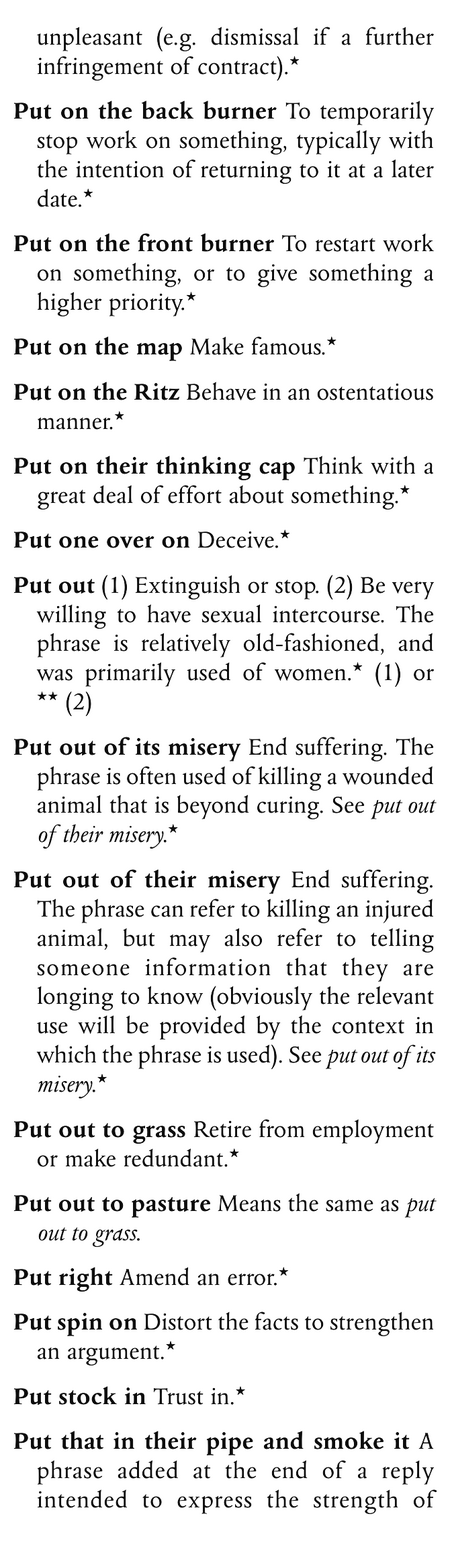 unpleasant (e.g. dismissal if a further
infringement of contract).★
Put on the back burner To temporarily
stop work on something, typically with
the intention of returning to it at a later
date.★
Put on the front burner To restart work
on something, or to give something a
higher priority.★
Put on the map Make famous.★
Put on the Ritz Behave in an ostentatious
manner.★
Put on their thinking cap Think with a
great deal of effort about something.★
Put one over on Deceive.★
Put out (1) Extinguish or stop. (2) Be very
willing to have sexual intercourse. The
phrase is relatively old-fashioned, and
was primarily used of women.★ (1) or
★★ (2)
Put out of its misery End suffering. The
phrase is often used of killing a wounded
animal that is beyond curing. See put out
of their misery.★
Put out of their misery End suffering.
The phrase can refer to killing an injured
animal, but may also refer to telling
someone information that they are
longing to know (obviously the relevant
use will be provided by the context in
which the phrase is used). See put out of its
misery.★
Put out to grass Retire from employment
or make redundant.★
Put out to pasture Means the same as put
out to grass.
Put right Amend an error.★
Put spin on Distort the facts to strengthen
an argument.★
Put stock in Trust in.★
Put that in their pipe and smoke it A
phrase added at the end of a reply
intended to express the strength of